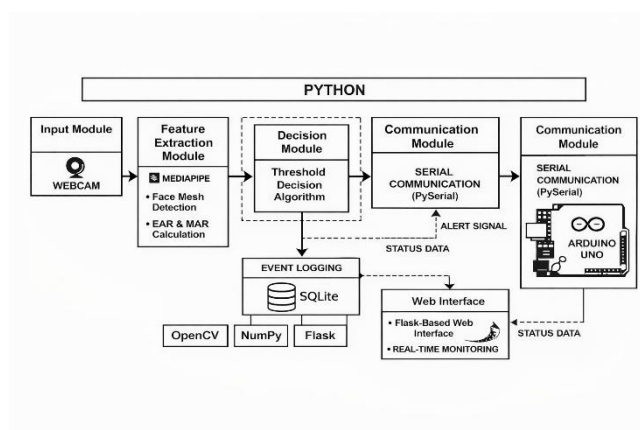 PYTHON
Input Module
WEBCAM
Feature
Extraction
Module
MEDIAPIPE
• Face Mesh
Detection
• EAR & MAR
Calculation
Decision
Module
Threshold
Decision
Algorithm
Communication
Module
SERIAL
COMMUNICATION
(PySerial)
Communication
Module
SERIAL
COMMUNICATION
(PySerial)
ARDUINO
UNO
ALERT SIGNAL
STATUS DATA
EVENT LOGGING
SQLite
OpenCV
NumPy
Flask
Web Interface
• Flask-Based Web
Interface
• REAL-TIME MONITORING
STATUS DATA